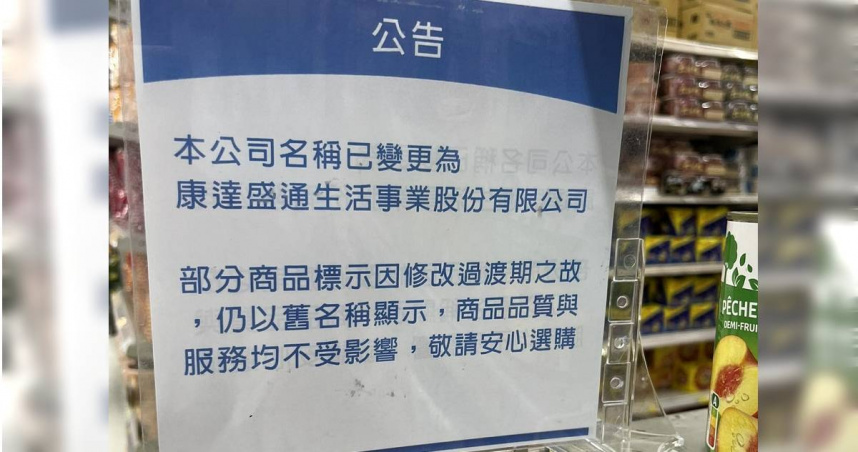 公告
本公司名稱已變更為
康達盛通生活事業股份有限公司
部分商品標示因修改過渡期之故
，仍以舊名稱顯示，商品品質與
服務均不受影響，敬請安心選購
PÊCHE
DEMI-FRUI